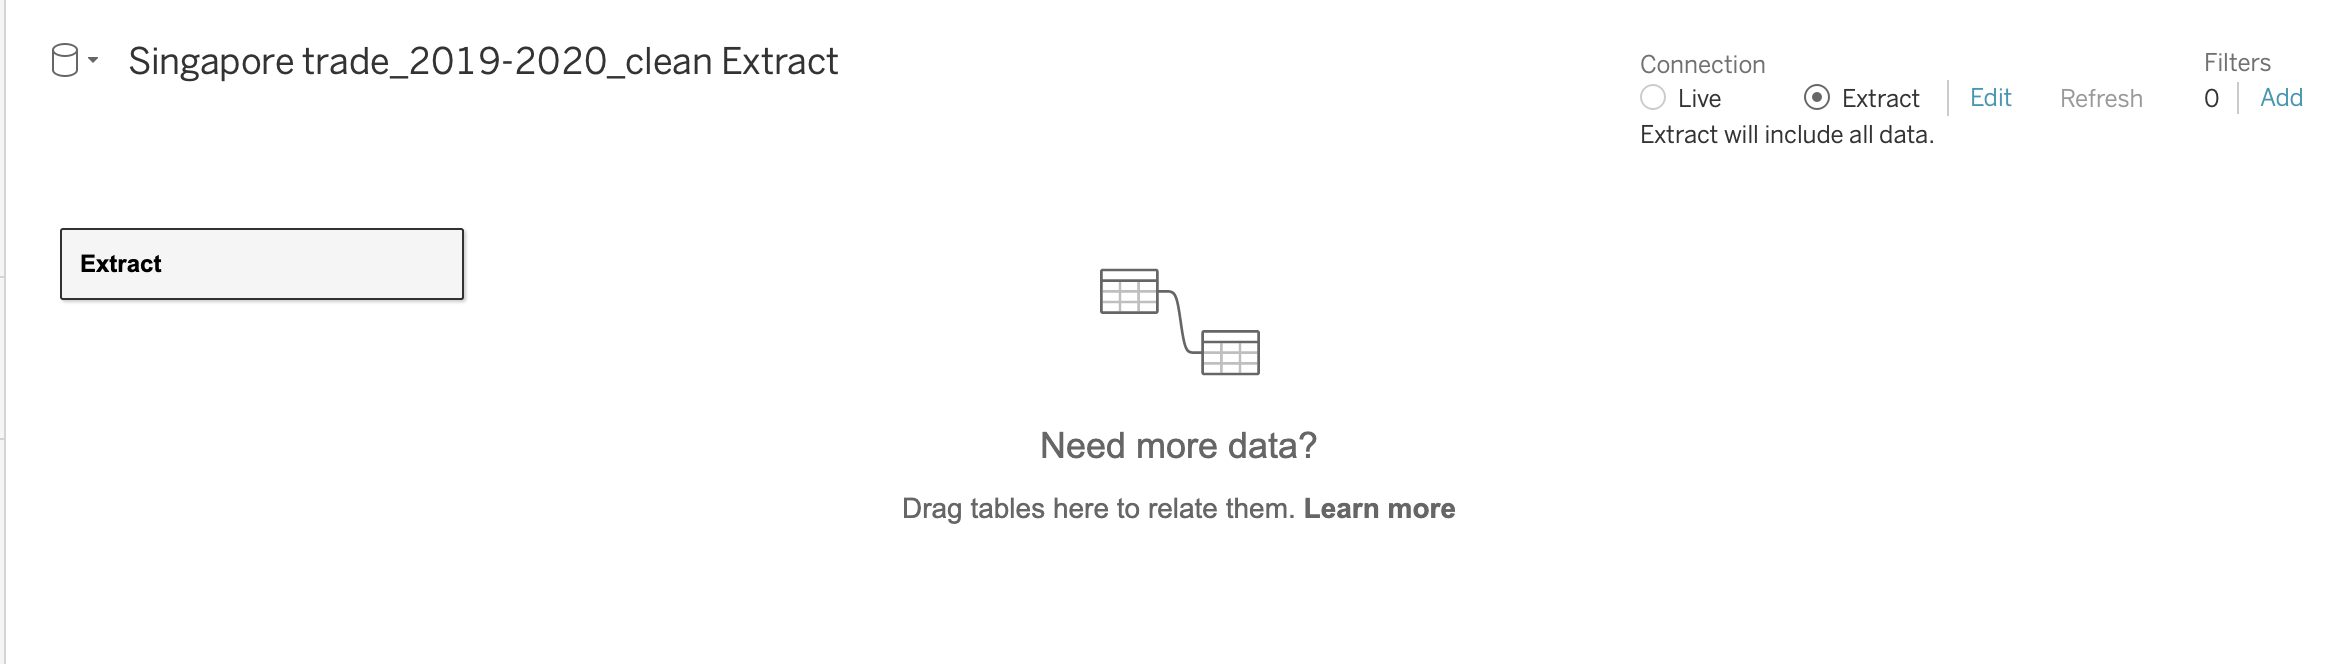 Singapore trade_2019-2020_clean Extract
Connection
Filters
Live
Extract
Edit
Refresh
0
Add
Extract will include all data.
Extract
Need more data?
Drag tables here to relate them. Learn more